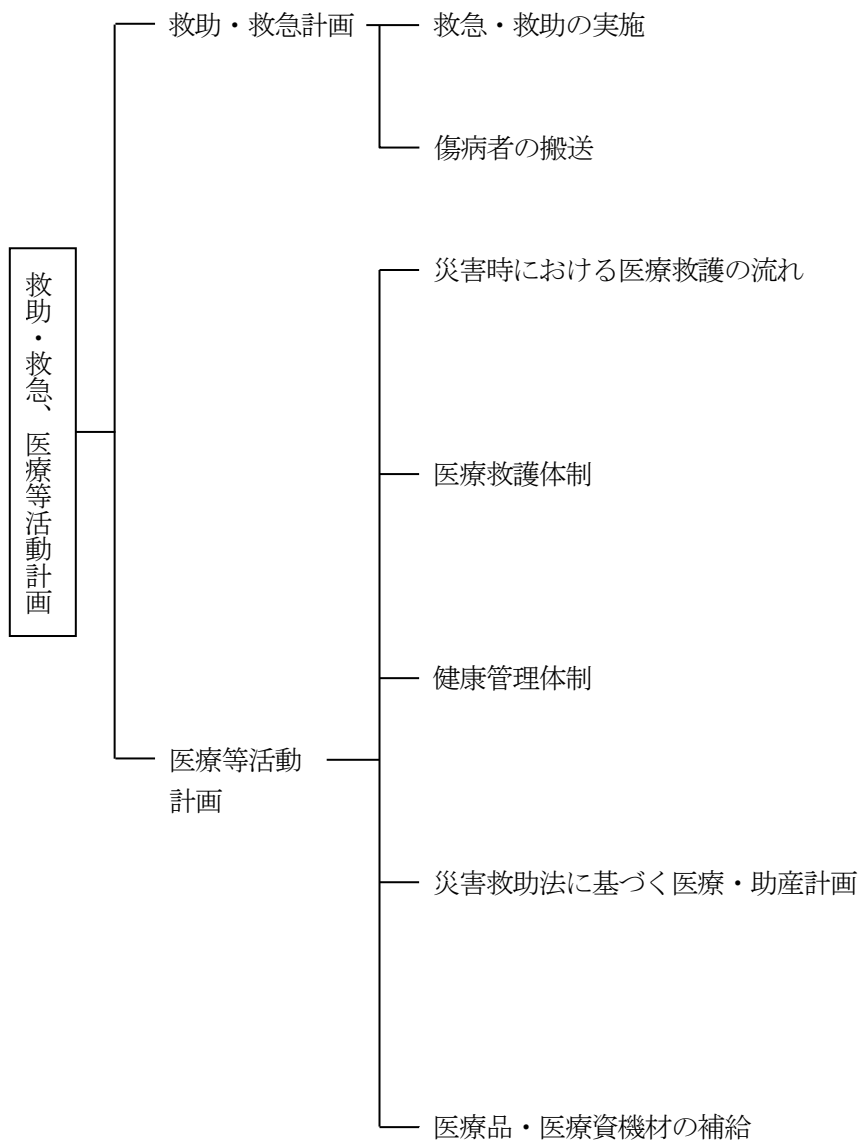 救助・救急、医療等活動計画
救助・救急計画
救急・救助の実施
傷病者の搬送
医療等活動
計画
災害時における医療救護の流れ
医療救護体制
健康管理体制
災害救助法に基づく医療・助産計画
医療品・医療資機材の補給